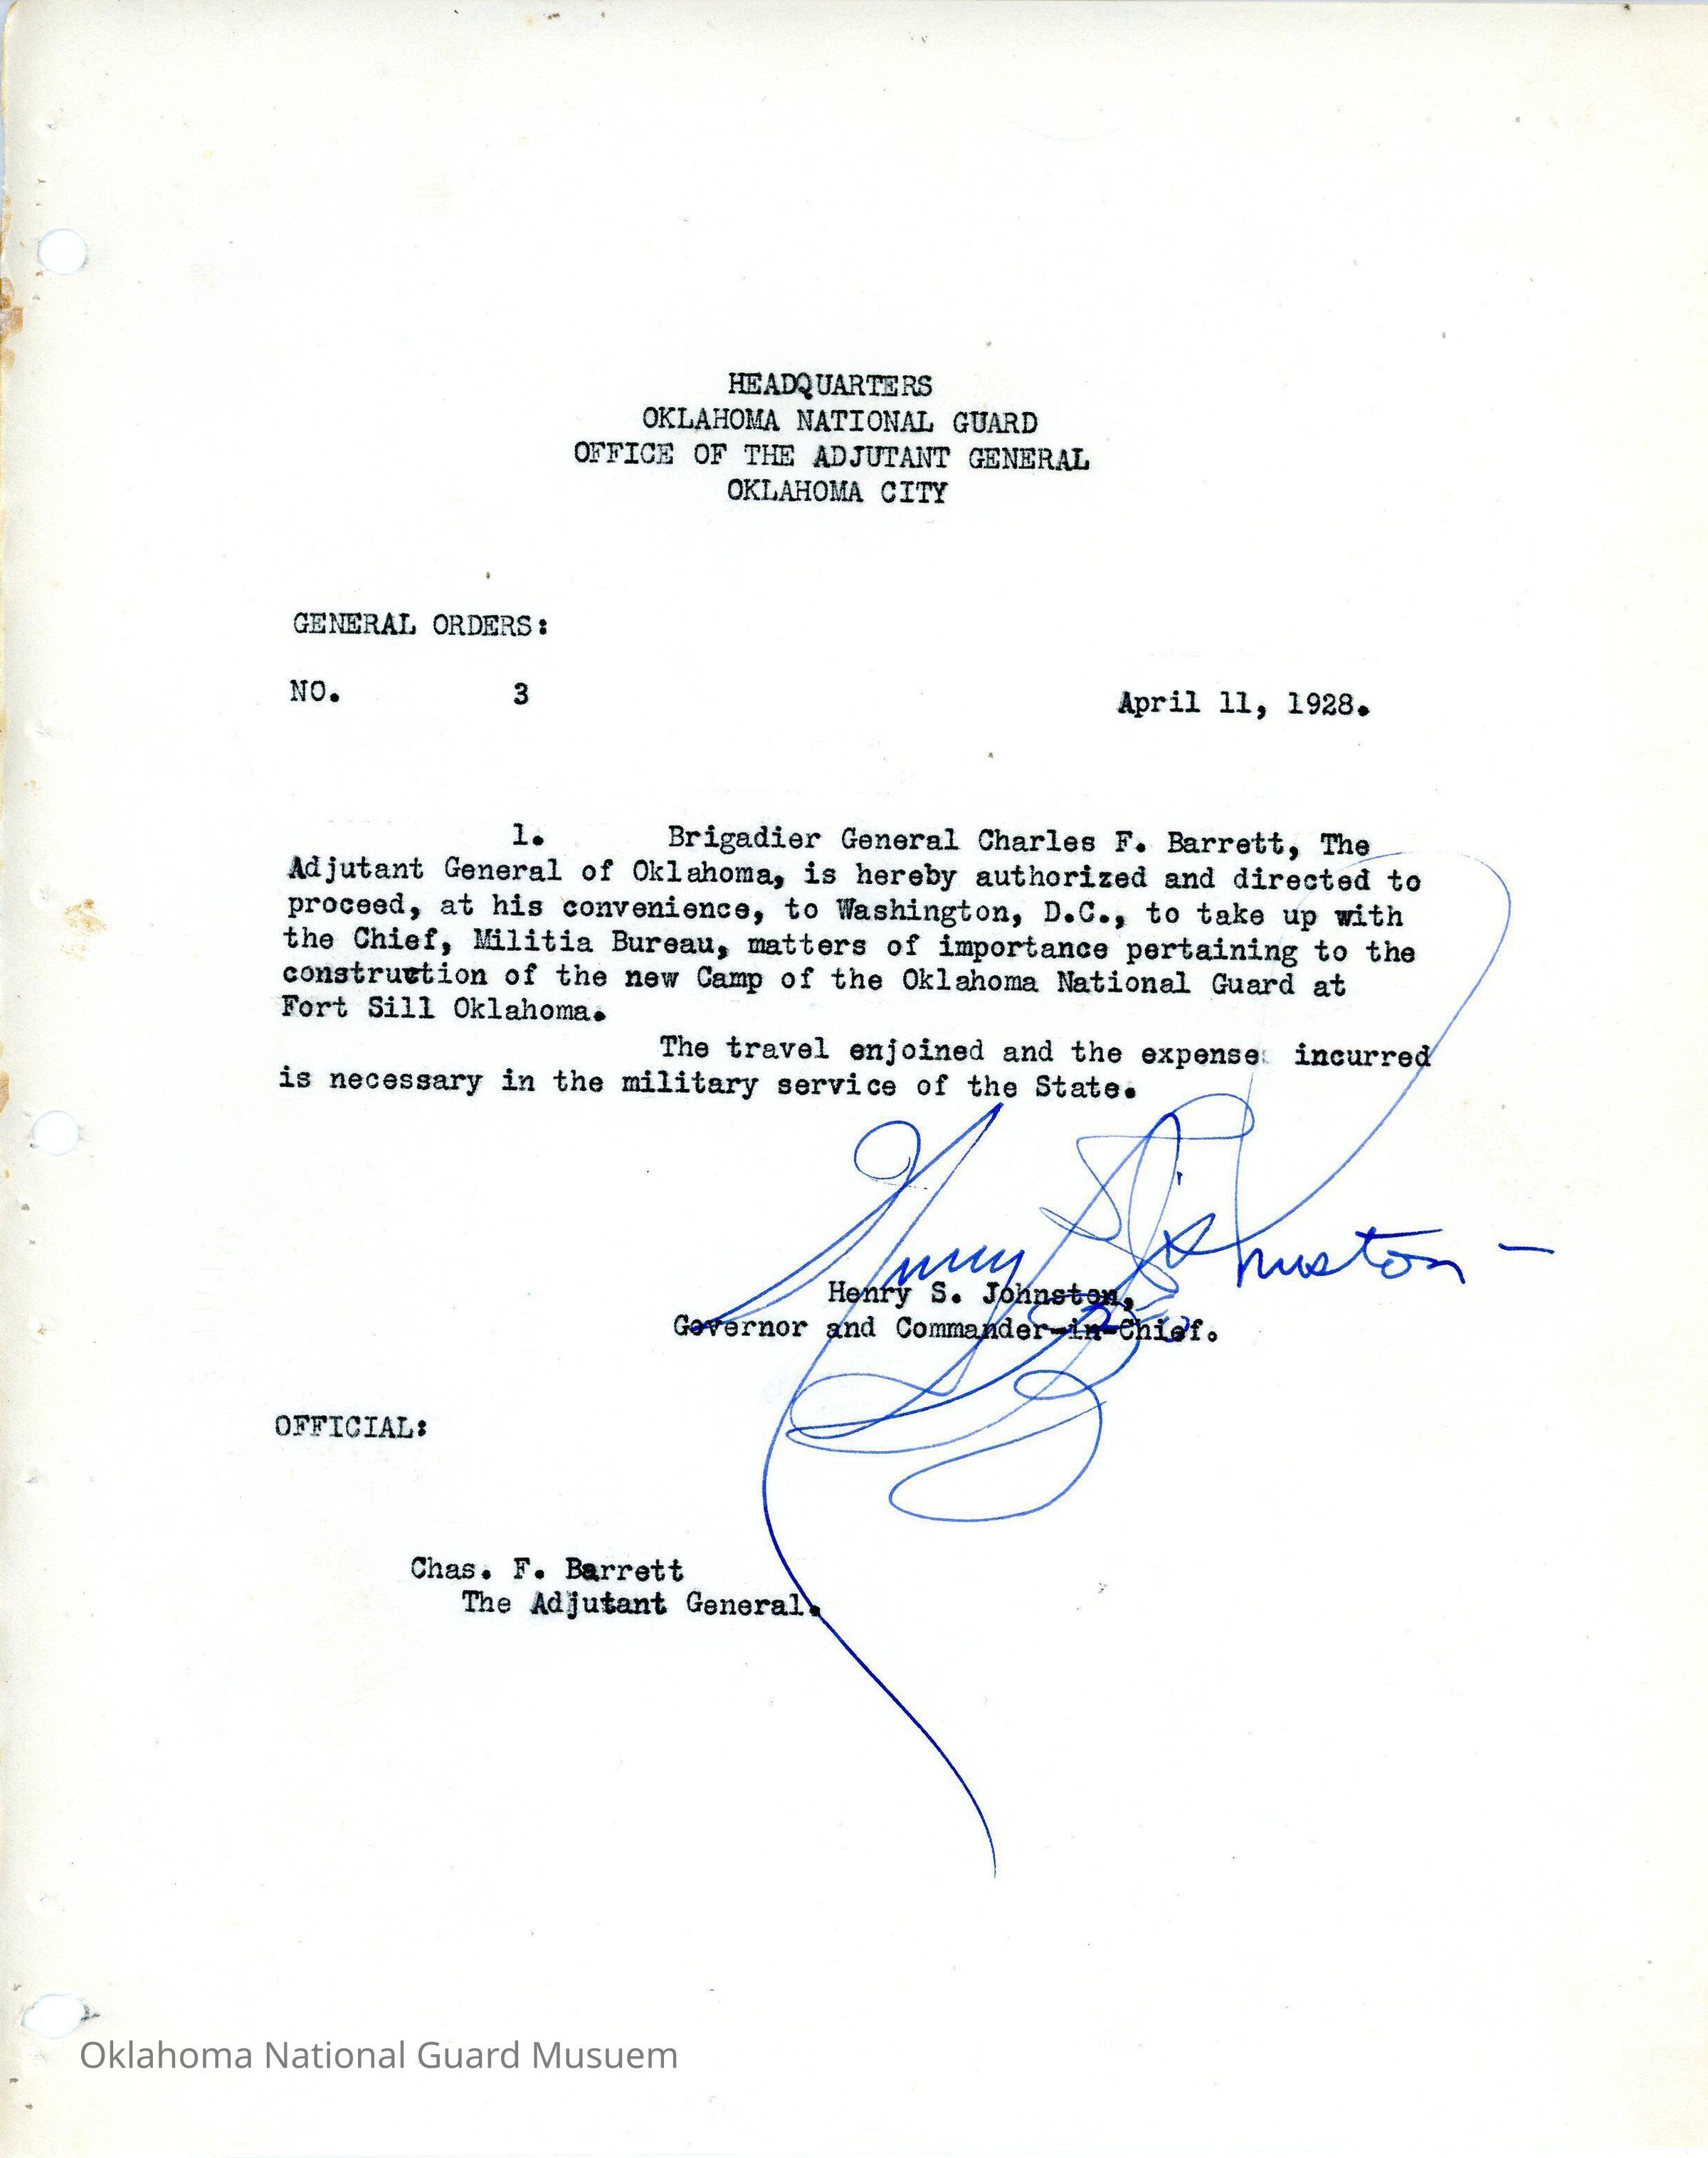 HEADQUARTERS
OKLAHOMA NATIONAL GUARD
OFFICE OF THE ADJUTANT GENERAL
OKLAHOMA CITY
GENERAL ORDERS:
NO. 3
April 11, 1928.
1. Brigadier General Charles F. Barrett, The
Adjutant General of Oklahoma, is hereby authorized and directed to
proceed, at his convenience, to Washington, D.C., to take up with
the Chief, Militia Bureau, matters of importance pertaining to the
construction of the new Camp of the Oklahoma National Guard at
Fort Sill Oklahoma.
The travel enjoined and the expense incurred
is necessary in the military service of the State.
Henry S Johnston
Henry S. Johnston,
Governor and Commander-in-Chief.
OFFICIAL:
Chas. F. Barrett
The Adjutant General.
Oklahoma National Guard Musuem